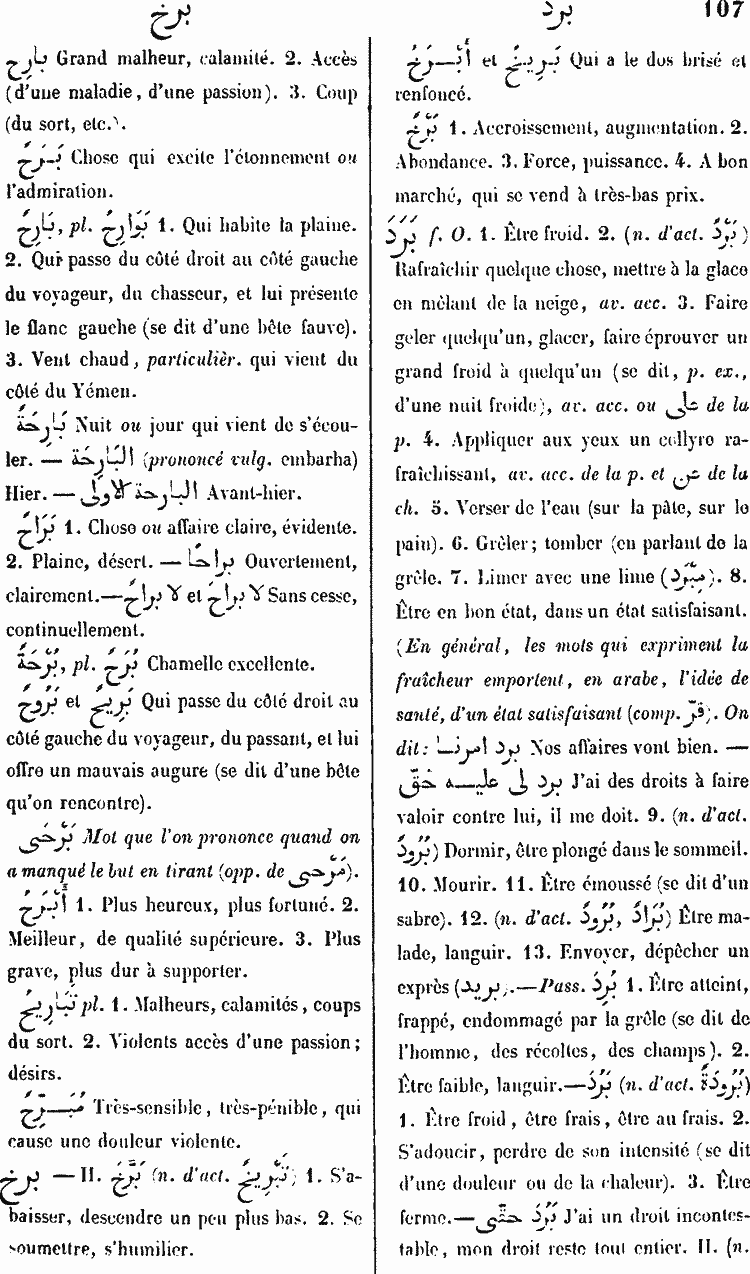 برخ
برد
107
بارح Grand malheur, calamité. 2. Accès
(d'une maladie, d'une passion). 3. Coup
(du sort, etc.).
بَرَحٌ Chose qui excite l'étonnement ou
l'admiration.
بَارِحٌ, pl. بَوَارِحُ 1. Qui habite la plaine.
2. Qui passe du côté droit au côté gauche
du voyageur, du chasseur, et lui présente
le flanc gauche (se dit d'une bête fauve).
3. Vent chaud, particulièr. qui vient du
côté du Yémen.
بَارِحَةٌ Nuit ou jour qui vient de s'écou-
ler. — البَارِحَة (prononcé vulg. embarha)
Hier. — البارحة الاولى Avant-hier.
بَرَاحٌ 1. Chose ou affaire claire, évidente.
2. Plaine, désert. — براحًا Ouvertement,
clairement. — لا براحَ et لا براحٌ Sans cesse,
continuellement.
بُرْحَةٌ, pl. بُرَحٌ Chamelle excellente.
بَرُوحٌ et بَرِيحٌ Qui passe du côté droit au
côté gauche du voyageur, du passant, et lui
offre un mauvais augure (se dit d'une bête
qu'on rencontre).
بَرْحَى Mot que l'on prononce quand on
a manqué le but en tirant (opp. de مَرْحَى).
أَبْرَحُ 1. Plus heureux, plus fortuné. 2.
Meilleur, de qualité supérieure. 3. Plus
grave, plus dur à supporter.
تَبَارِيحُ pl. 1. Malheurs, calamités, coups
du sort. 2. Violents accès d'une passion;
désirs.
مُبَرِّحٌ Très-sensible, très-pénible, qui
cause une douleur violente.
برخ — II. بَرَّخَ (n. d'act. تَبْرِيخٌ) 1. S'a-
baisser, descendre un peu plus bas. 2. Se
soumettre, s'humilier.
أَبْرَخُ et بَرِيخٌ Qui a le dos brisé et
renfoncé.
بَرْخٌ 1. Accroissement, augmentation. 2.
Abondance. 3. Force, puissance. 4. A bon
marché, qui se vend à très-bas prix.
بَرَدَ f. O. 1. Être froid. 2. (n. d'act. بَرْدٌ)
Rafraîchir quelque chose, mettre à la glace
en mêlant de la neige, av. acc. 3. Faire
geler quelqu'un, glacer, faire éprouver un
grand froid à quelqu'un (se dit, p. ex.,
d'une nuit froide), av. acc. ou على de la
p. 4. Appliquer aux yeux un collyre ra-
fraîchissant, av. acc. de la p. et عن de la
ch. 5. Verser de l'eau (sur la pâte, sur le
pain). 6. Grêler; tomber (en parlant de la
grêle. 7. Limer avec une lime (مبرد). 8.
Être en bon état, dans un état satisfaisant.
(En général, les mots qui expriment la
fraîcheur emportent, en arabe, l'idée de
santé, d'un état satisfaisant (comp. قرّ). On
dit: برد امرنا Nos affaires vont bien. —
برد لى عليه حقّ J'ai des droits à faire
valoir contre lui, il me doit. 9. (n. d'act.
بُرُودٌ) Dormir, être plongé dans le sommeil.
10. Mourir. 11. Être émoussé (se dit d'un
sabre). 12. (n. d'act. بُرَادٌ, بُرُودٌ) Être ma-
lade, languir. 13. Envoyer, dépêcher un
exprès (بريد). — Pass. بُرِدَ 1. Être atteint,
frappé, endommagé par la grêle (se dit de
l'homme, des récoltes, des champs). 2.
Être faible, languir. — بَرُدَ (n. d'act. بُرُودَةٌ)
1. Être froid, être frais, être au frais. 2.
S'adoucir, perdre de son intensité (se dit
d'une douleur ou de la chaleur). 3. Être
ferme. — بَرُدَ حقّى J'ai un droit incontes-
table, mon droit reste tout entier. II. (n.